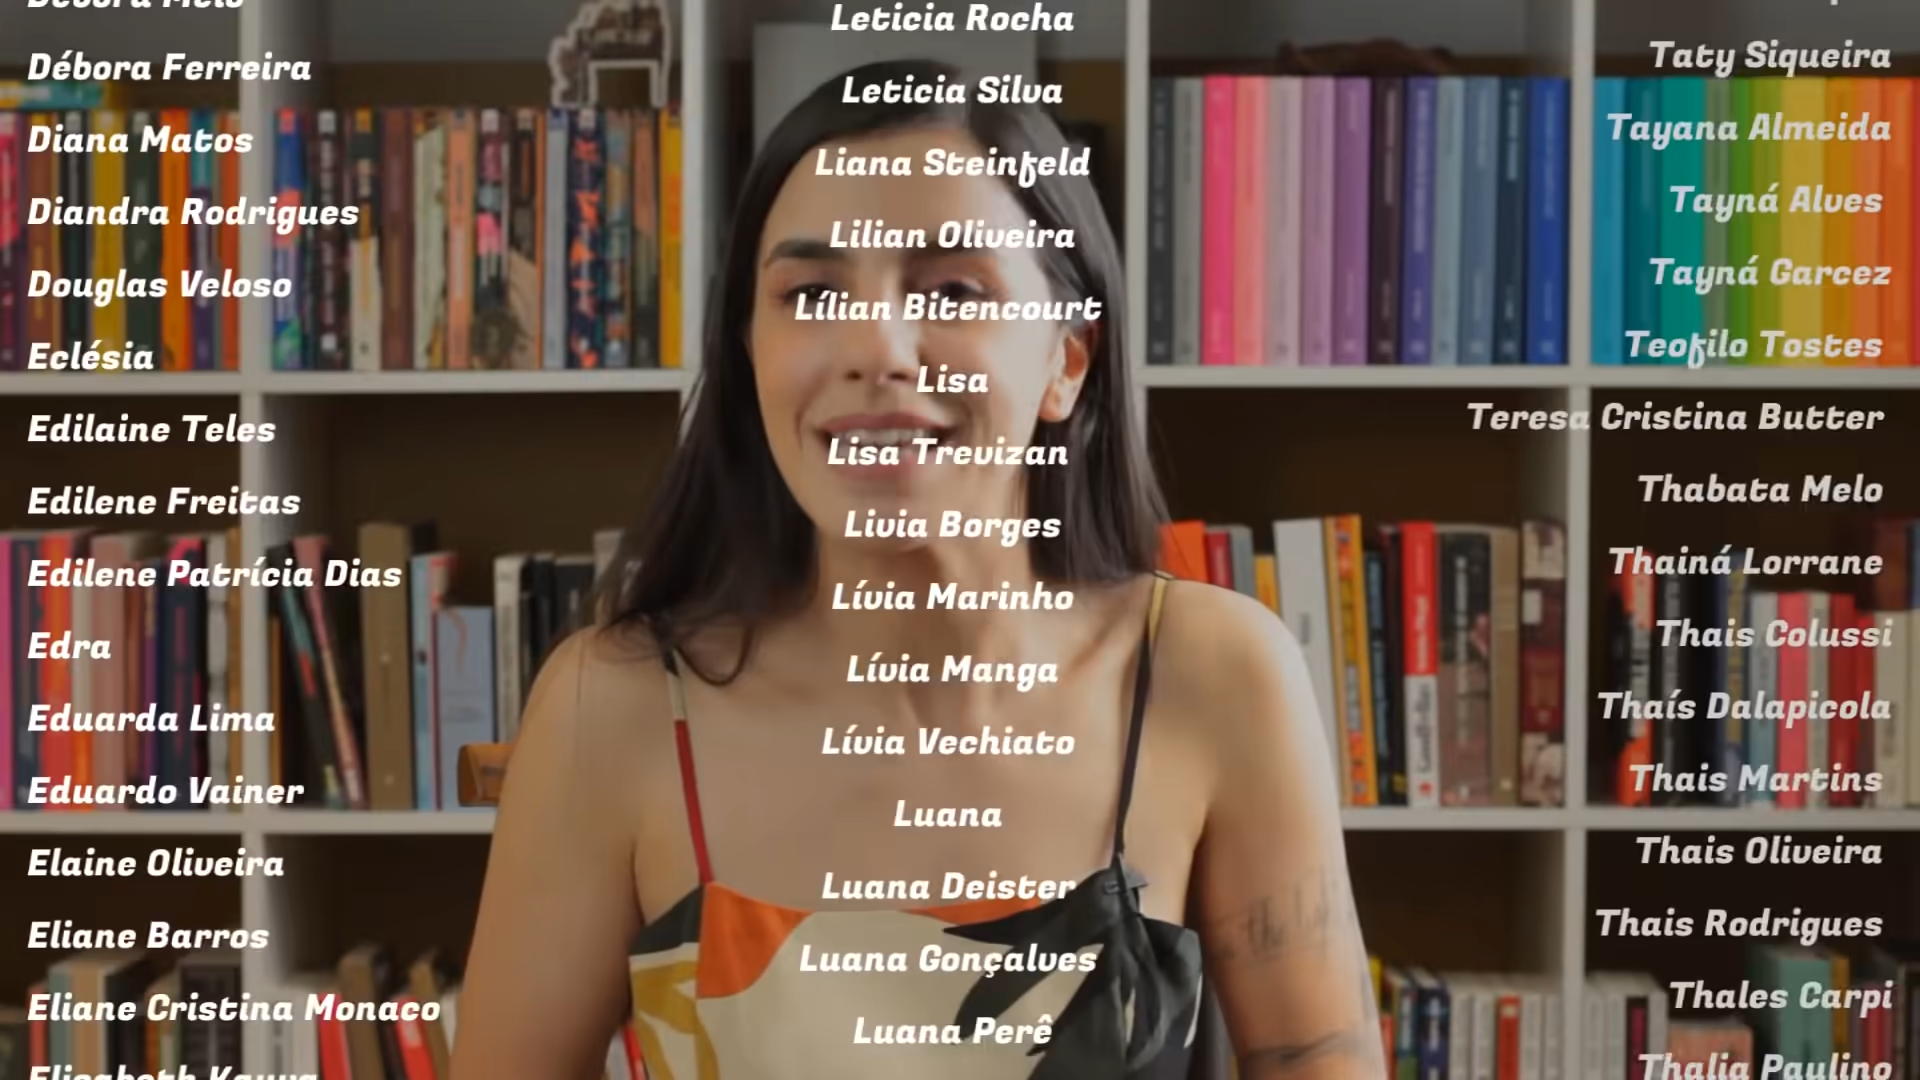 Débora Melo
Débora Ferreira
Diana Matos
Diandra Rodrigues
Douglas Veloso
Eclésia
Edilaine Teles
Edilene Freitas
Edilene Patrícia Dias
Edra
Eduarda Lima
Eduardo Vainer
Elaine Oliveira
Eliane Barros
Eliane Cristina Monaco
Elisabeth
Leticia Rocha
Leticia Silva
Liana Steinfeld
Lilian Oliveira
Lílian Bitencourt
Lisa
Lisa Trevizan
Livia Borges
Lívia Marinho
Lívia Manga
Lívia Vechiato
Luana
Luana Deister
Luana Gonçalves
Luana Perê
Taty Siqueira
Tayana Almeida
Tayná Alves
Tayná Garcez
Teofilo Tostes
Teresa Cristina Butter
Thabata Melo
Thainá Lorrane
Thais Colussi
Thaís Dalapicola
Thais Martins
Thais Oliveira
Thais Rodrigues
Thales Carpi
Thalia Paulino